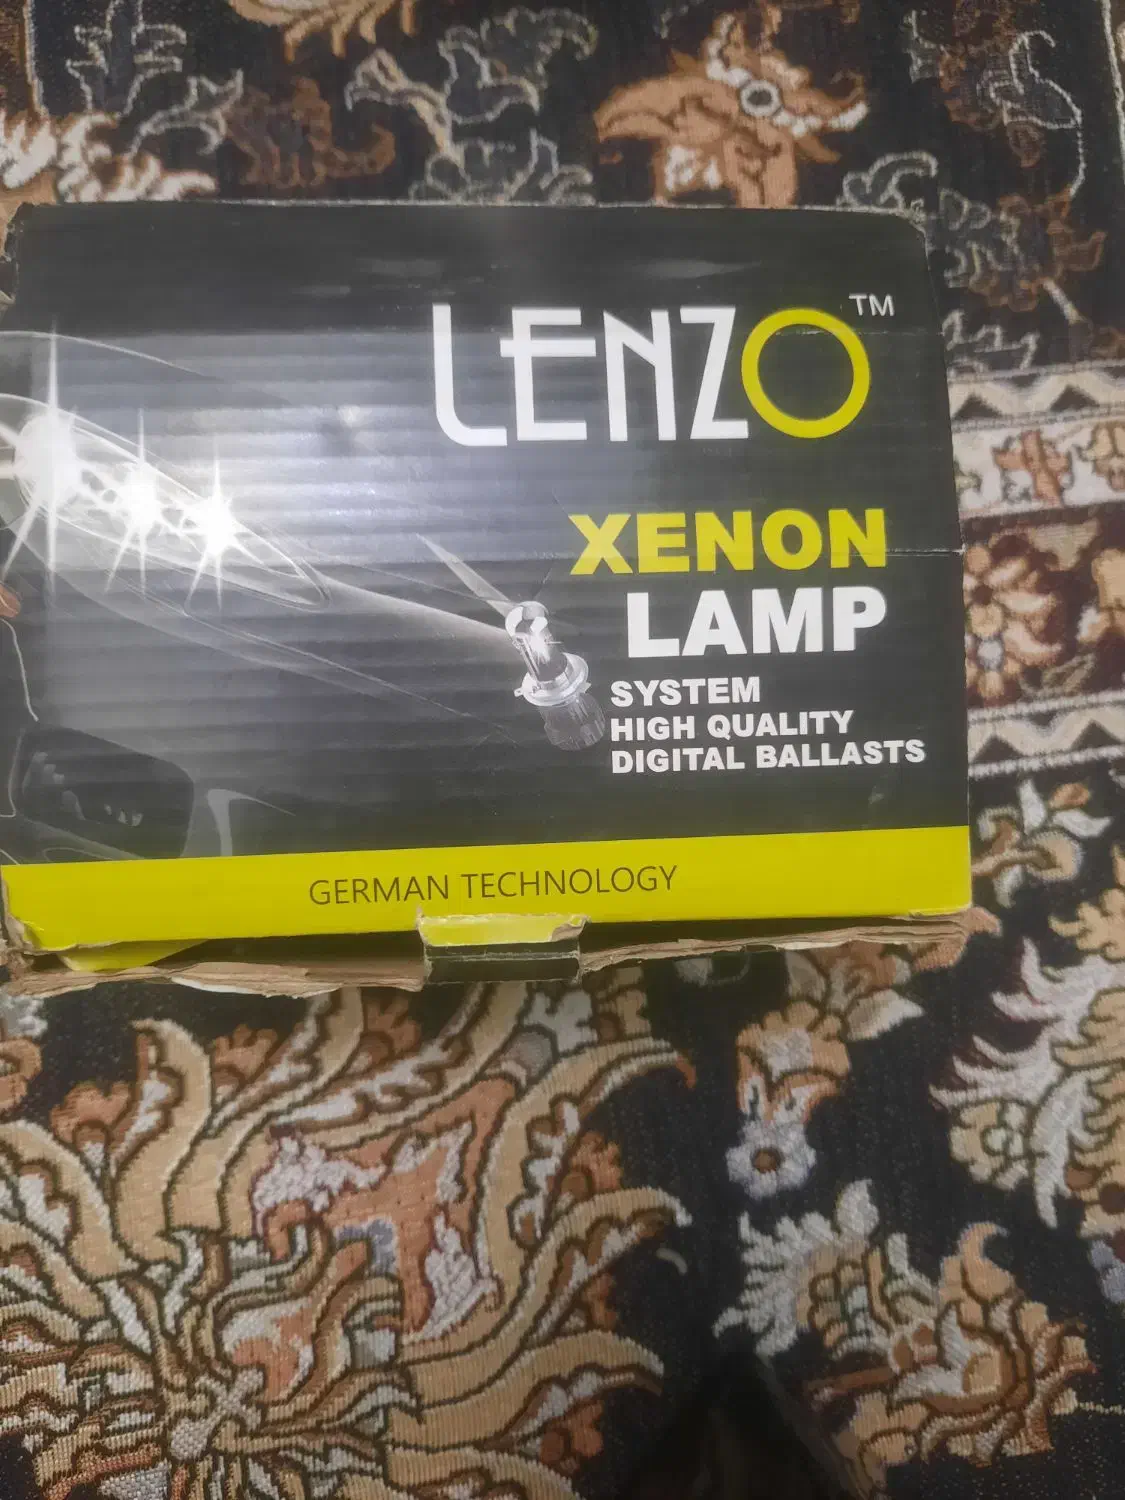 LENZO™
XENON
LAMP
SYSTEM
HIGH QUALITY
DIGITAL BALLASTS
GERMAN TECHNOLOGY